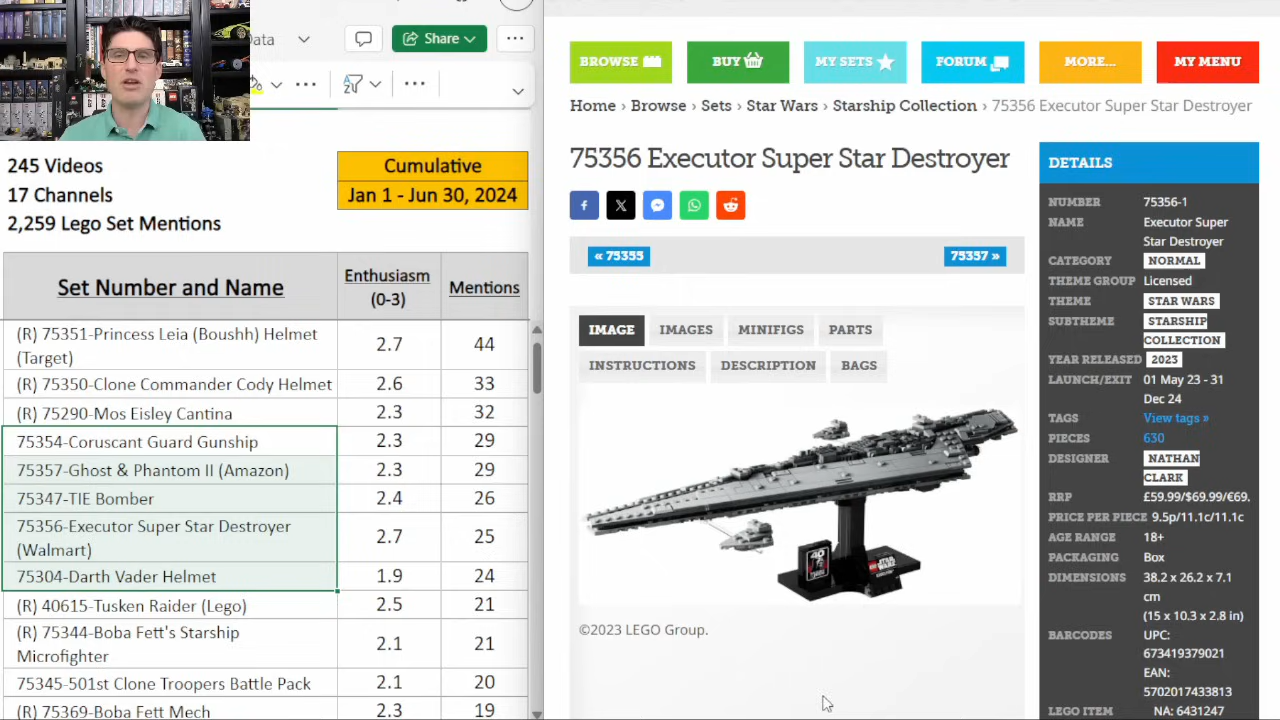 Data
Share
245 Videos
17 Channels
2,259 Lego Set Mentions
Cumulative
Jan 1 - Jun 30, 2024
Set Number and Name
Enthusiasm
(0-3)
Mentions
(R) 75351-Princess Leia (Boushh) Helmet
(Target)
2.7
44
(R) 75350-Clone Commander Cody Helmet
2.6
33
(R) 75290-Mos Eisley Cantina
2.3
32
75354-Coruscant Guard Gunship
2.3
29
75357-Ghost & Phantom II (Amazon)
2.3
29
75347-TIE Bomber
2.4
26
75356-Executor Super Star Destroyer
(Walmart)
2.7
25
75304-Darth Vader Helmet
1.9
24
(R) 40615-Tusken Raider (Lego)
2.5
21
(R) 75344-Boba Fett's Starship
Microfighter
2.1
21
75345-501st Clone Troopers Battle Pack
2.1
20
(R) 75369-Boba Fett Mech
2.3
19
BROWSE
BUY
MY SETS
FORUM
MORE...
MY MENU
Home › Browse › Sets › Star Wars › Starship Collection › 75356 Executor Super Star Destroyer
75356 Executor Super Star Destroyer
« 75355
75357 »
IMAGE
IMAGES
MINIFIGS
PARTS
INSTRUCTIONS
DESCRIPTION
BAGS
40
LEGO
STAR WARS
©2023 LEGO Group.
DETAILS
NUMBER 75356-1
NAME Executor Super
Star Destroyer
CATEGORY NORMAL
THEME GROUP Licensed
THEME STAR WARS
SUBTHEME STARSHIP
COLLECTION
YEAR RELEASED 2023
LAUNCH/EXIT 01 May 23 - 31
Dec 24
TAGS View tags »
PIECES 630
DESIGNER NATHAN
CLARK
RRP £59.99/$69.99/€69.
PRICE PER PIECE 9.5p/11.1c/11.1c
AGE RANGE 18+
PACKAGING Box
DIMENSIONS 38.2 x 26.2 x 7.1
cm
(15 x 10.3 x 2.8 in)
BARCODES UPC:
673419379021
EAN:
5702017433813
LEGO ITEM NA: 6431247